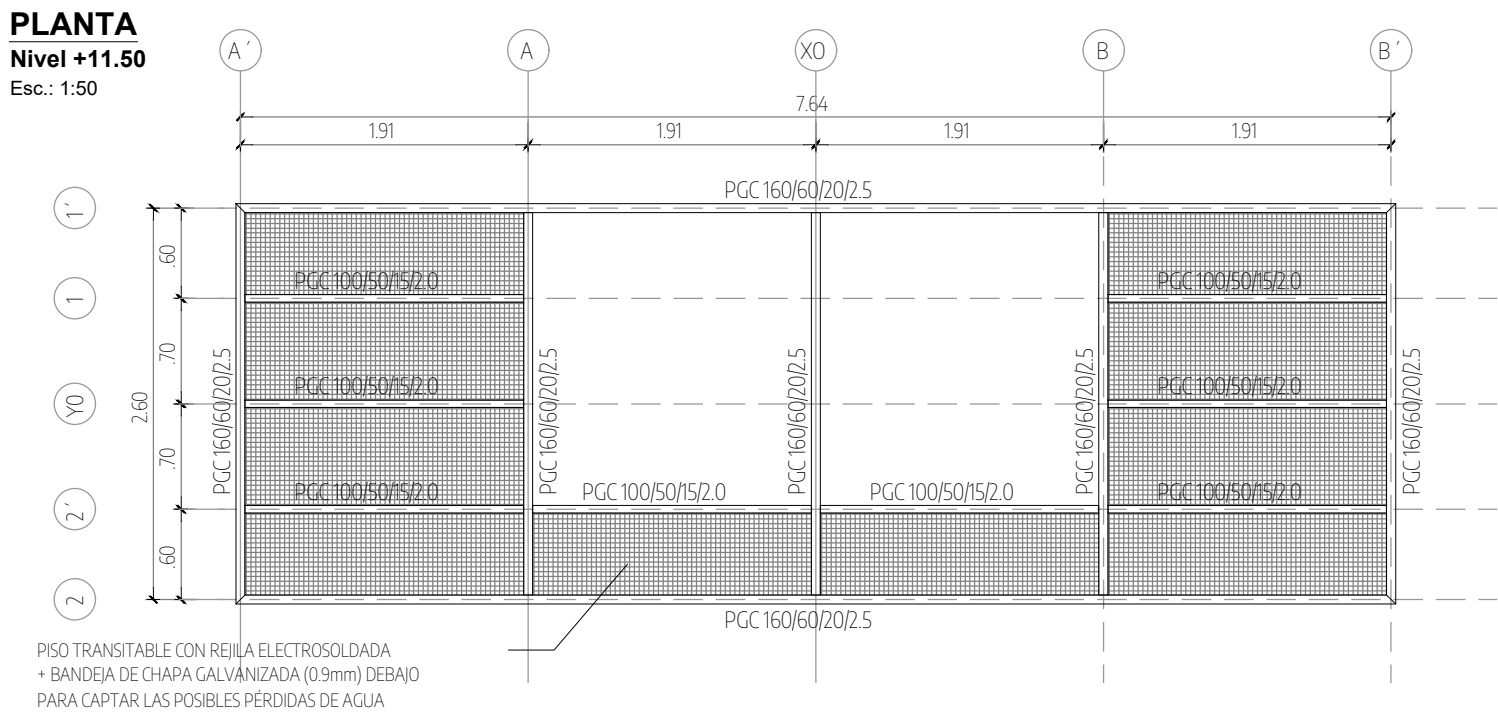 PLANTA
Nivel +11.50
Esc.: 1:50
A´
A
X0
B
B´
7.64
1.91
1.91
1.91
1.91
PGC 160/60/20/2.5
1´
.60
PGC 100/50/15/2.0
PGC 100/50/15/2.0
1
.70
2.60
PGC 160/60/20/2.5
PGC 160/60/20/2.5
PGC 160/60/20/2.5
PGC 160/60/20/2.5
PGC 160/60/20/2.5
PGC 100/50/15/2.0
PGC 100/50/15/2.0
Y0
.70
PGC 100/50/15/2.0
PGC 100/50/15/2.0
PGC 100/50/15/2.0
PGC 100/50/15/2.0
2´
.60
2
PGC 160/60/20/2.5
PISO TRANSITABLE CON REJILA ELECTROSOLDADA
+ BANDEJA DE CHAPA GALVANIZADA (0.9mm) DEBAJO
PARA CAPTAR LAS POSIBLES PÉRDIDAS DE AGUA